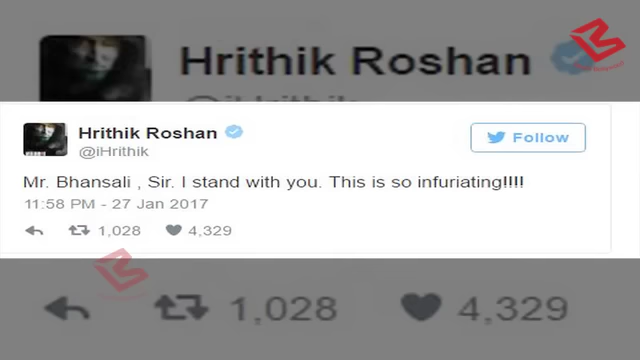 Hrithik Roshan
Hrithik Roshan
@iHrithik
Follow
Mr. Bhansali , Sir. I stand with you. This is so infuriating!!!!
11:58 PM - 27 Jan 2017
1,028
4,329
1,028
4,329